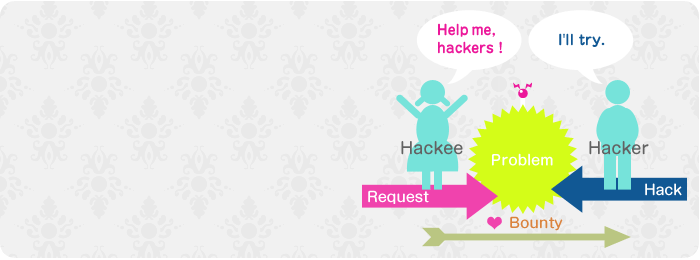 Help me,
hackers !
I'll try.
Hackee
Problem
Hacker
Request
Hack
Bounty